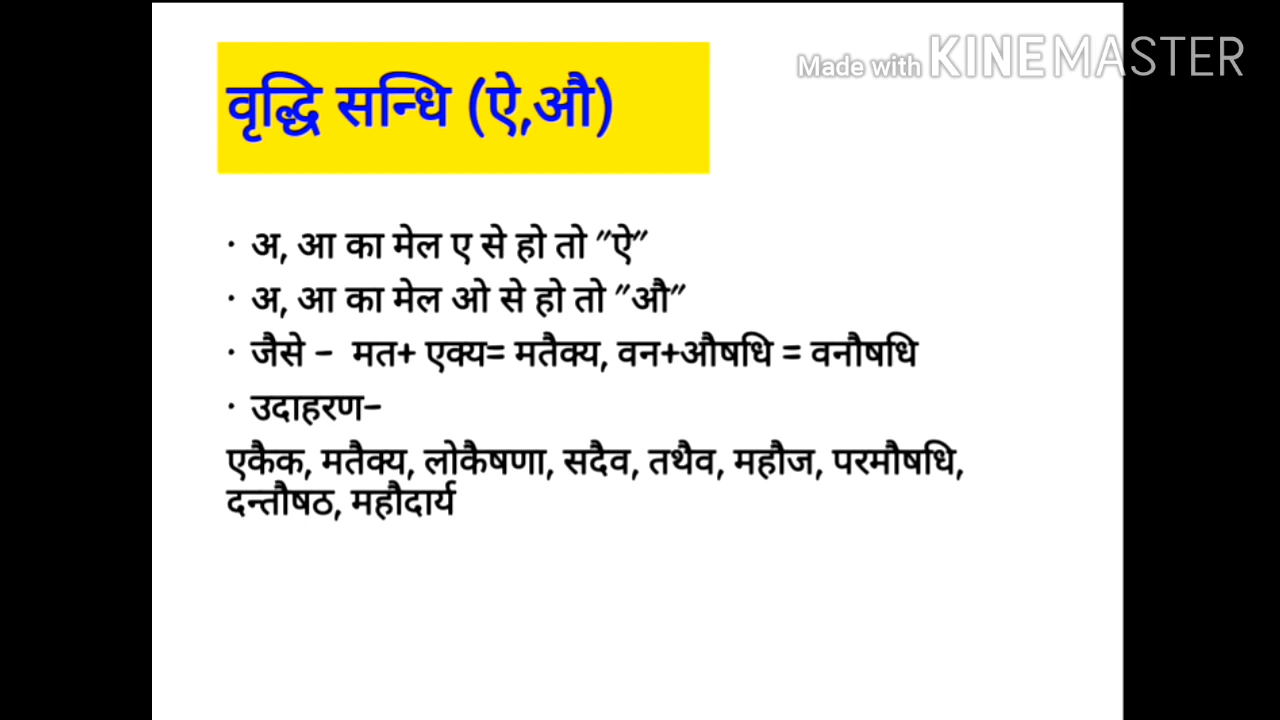 Made with KINEMASTER
वृद्धि सन्धि (ऐ,औ)
· अ, आ का मेल ए से हो तो "ऐ"
· अ, आ का मेल ओ से हो तो "औ"
· जैसे - मत+ एक्य= मतैक्य, वन+औषधि = वनौषधि
· उदाहरण-
एकैक, मतैक्य, लोकैषणा, सदैव, तथैव, महौज, परमौषधि,
दन्तौषठ, महौदार्य